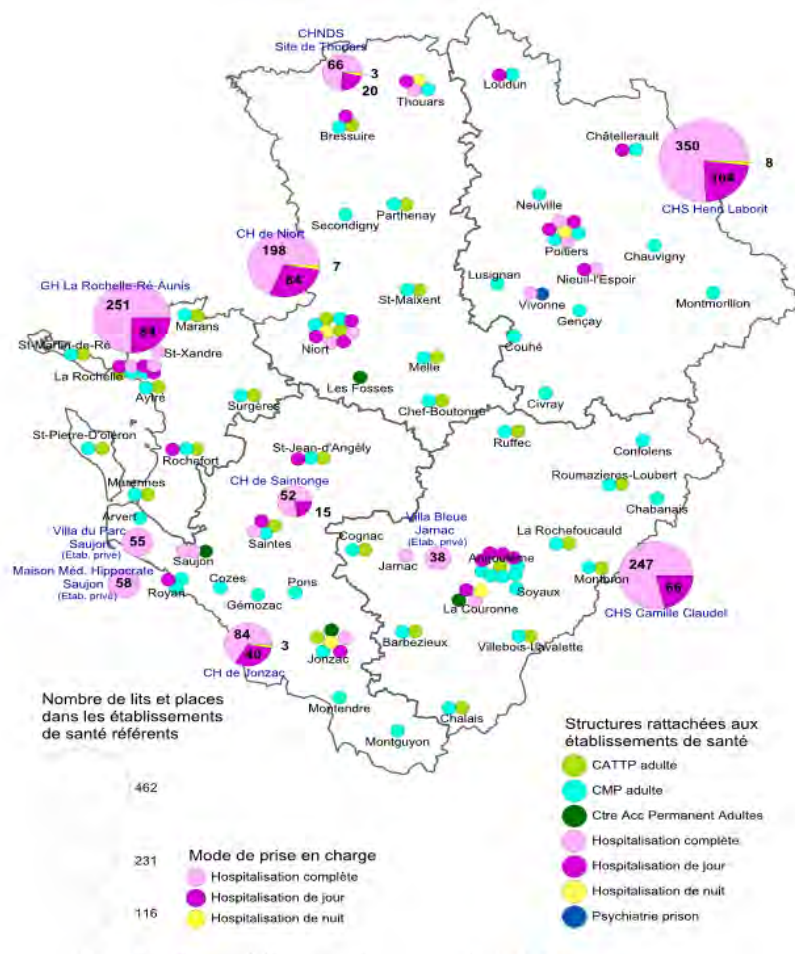 CHNDS
Site de Thouars
66
3
20
Thouars
Loudun
Bressuire
Châtellerault
350
8
CHS Henri Laborit
Neuville
Secondigny
Parthenay
CH de Niort
198
84
7
Poitiers
Chauvigny
Lusignan
Nieuil-l'Espoir
St-Maixent
Vivonne
Gençay
Montmorillon
GH La Rochelle-Ré-Aunis
251
84
Marans
St-Martin-de-Ré
St-Xandre
La Rochelle
Aytré
Niort
Couhé
Melle
Les Fosses
Civray
Chef-Boutonne
Surgères
St-Pierre-D'oléron
Rochefort
St-Jean-d'Angély
Ruffec
Confolens
Roumazieres-Loubert
Marennes
CH de Saintonge
52
15
Chabanais
Arvert
Villa du Parc
Saujon
(Etab. privé)
55
Saintes
Villa Bleue
Jarnac
(Etab. privé)
38
Cognac
Jarnac
La Rochefoucauld
Angoulême
247
66
CHS Camille Claudel
Saujon
Maison Méd. Hippocrate
Saujon
(Etab. privé)
58
Royan
Cozes
Gémozac
Pons
Montbron
Soyaux
La Couronne
84
40
3
CH de Jonzac
Jonzac
Barbezieux
Villebois-Lavalette
Montendre
Chalais
Montguyon
Nombre de lits et places
dans les établissements
de santé référents
462
231
116
Mode de prise en charge
Hospitalisation complète
Hospitalisation de jour
Hospitalisation de nuit
Structures rattachées aux
établissements de santé
CATTP adulte
CMP adulte
Ctre Acc Permanent Adultes
Hospitalisation complète
Hospitalisation de jour
Hospitalisation de nuit
Psychiatrie prison